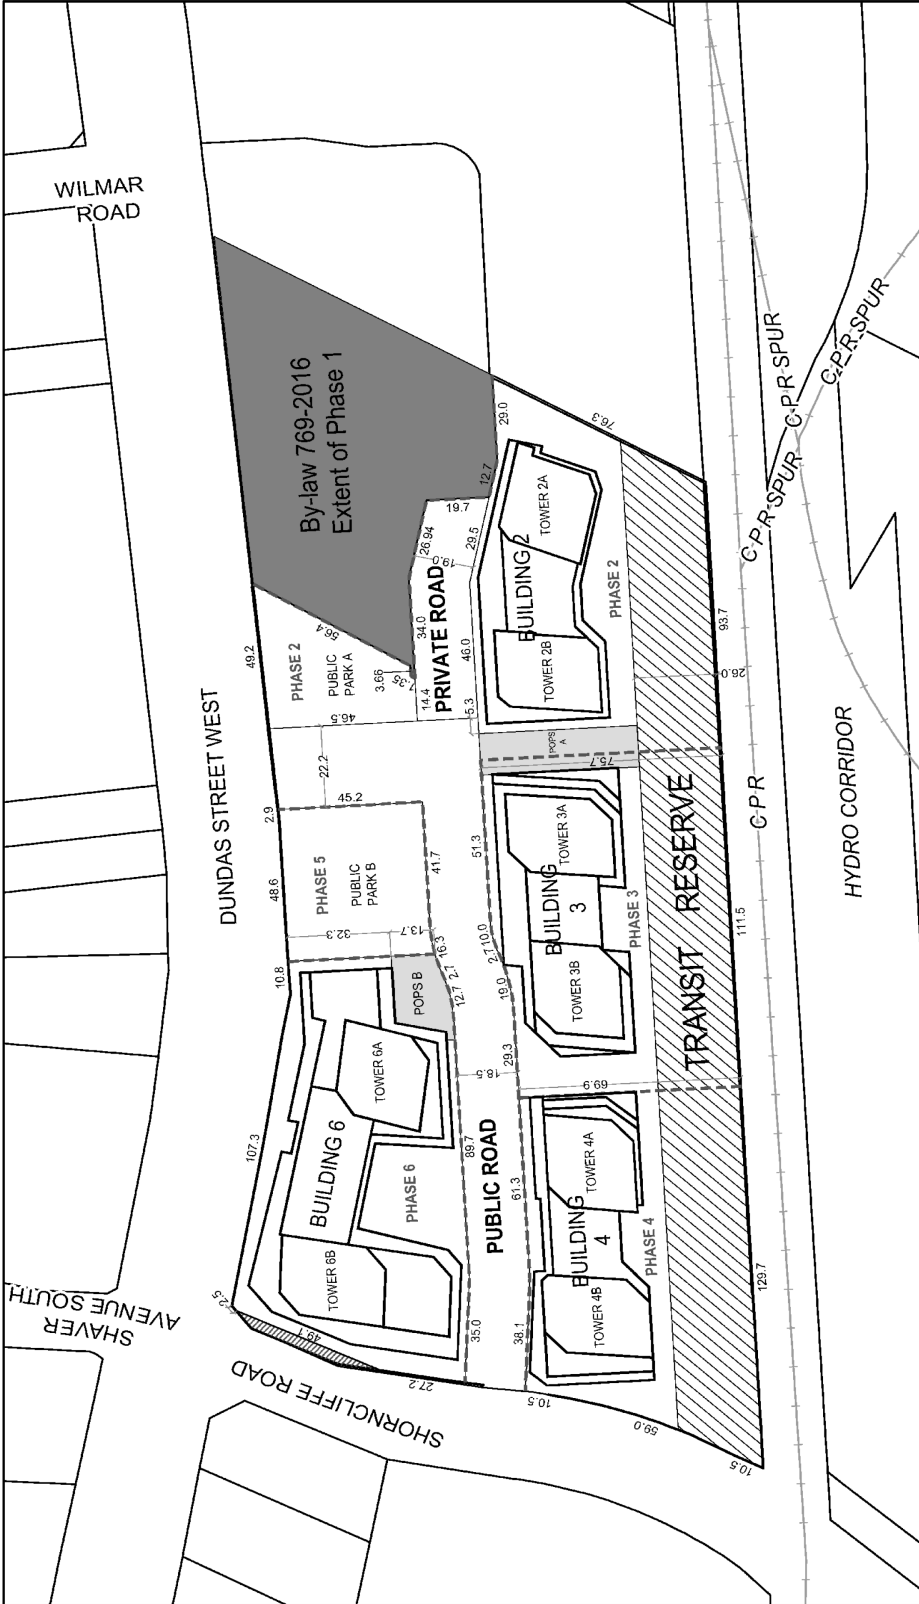 WILMAR
ROAD
By-law 769-2016
Extent of Phase 1
29.0
76.3
12.7
19.7
26.94
29.5
19.0
34.0
46.0
PRIVATE ROAD
14.4
5.3
56.4
49.2
PHASE 2
PUBLIC
PARK A
3.66
1.35
46.5
22.2
DUNDAS STREET WEST
2.9
45.2
48.6
PHASE 5
PUBLIC
PARK B
41.7
51.3
32.3
13.7
16.3
2.7
12.7
2.7
10.0
19.0
10.8
POPS B
29.3
18.5
TOWER 2A
BUILDING 2
TOWER 2B
PHASE 2
POPS
A
75.7
TOWER 3A
BUILDING
3
TOWER 3B
PHASE 3
69.9
TOWER 4A
BUILDING
4
TOWER 4B
PHASE 4
TRANSIT RESERVE
93.7
26.0
111.5
129.7
C-P-R
C-P-R-SPUR
C-P-R-SPUR
C-P-R-SPUR
HYDRO CORRIDOR
107.3
TOWER 6A
BUILDING 6
TOWER 6B
PHASE 6
89.7
PUBLIC ROAD
61.3
35.0
38.1
2.5
49.1
27.2
10.5
59.0
10.5
SHAVER
AVENUE SOUTH
SHORNCLIFFE ROAD